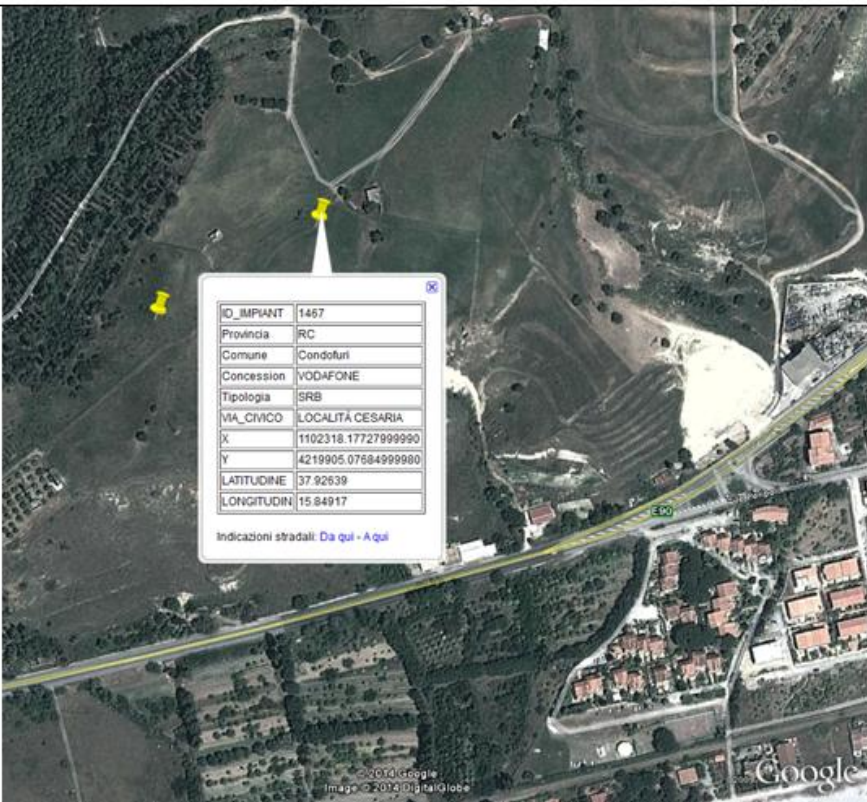 ID_IMPIANT 1467
Provincia RC
Comune Condofuri
Concession VODAFONE
Tipologia SRB
VIA_CIVICO LOCALITÀ CESARIA
X 1102318.17727999990
Y 4219905.07684999980
LATITUDINE 37.92639
LONGITUDIN 15.84917
Indicazioni stradali: Da qui - A qui
E90
© 2014 Google
Image © 2014 DigitalGlobe
Google